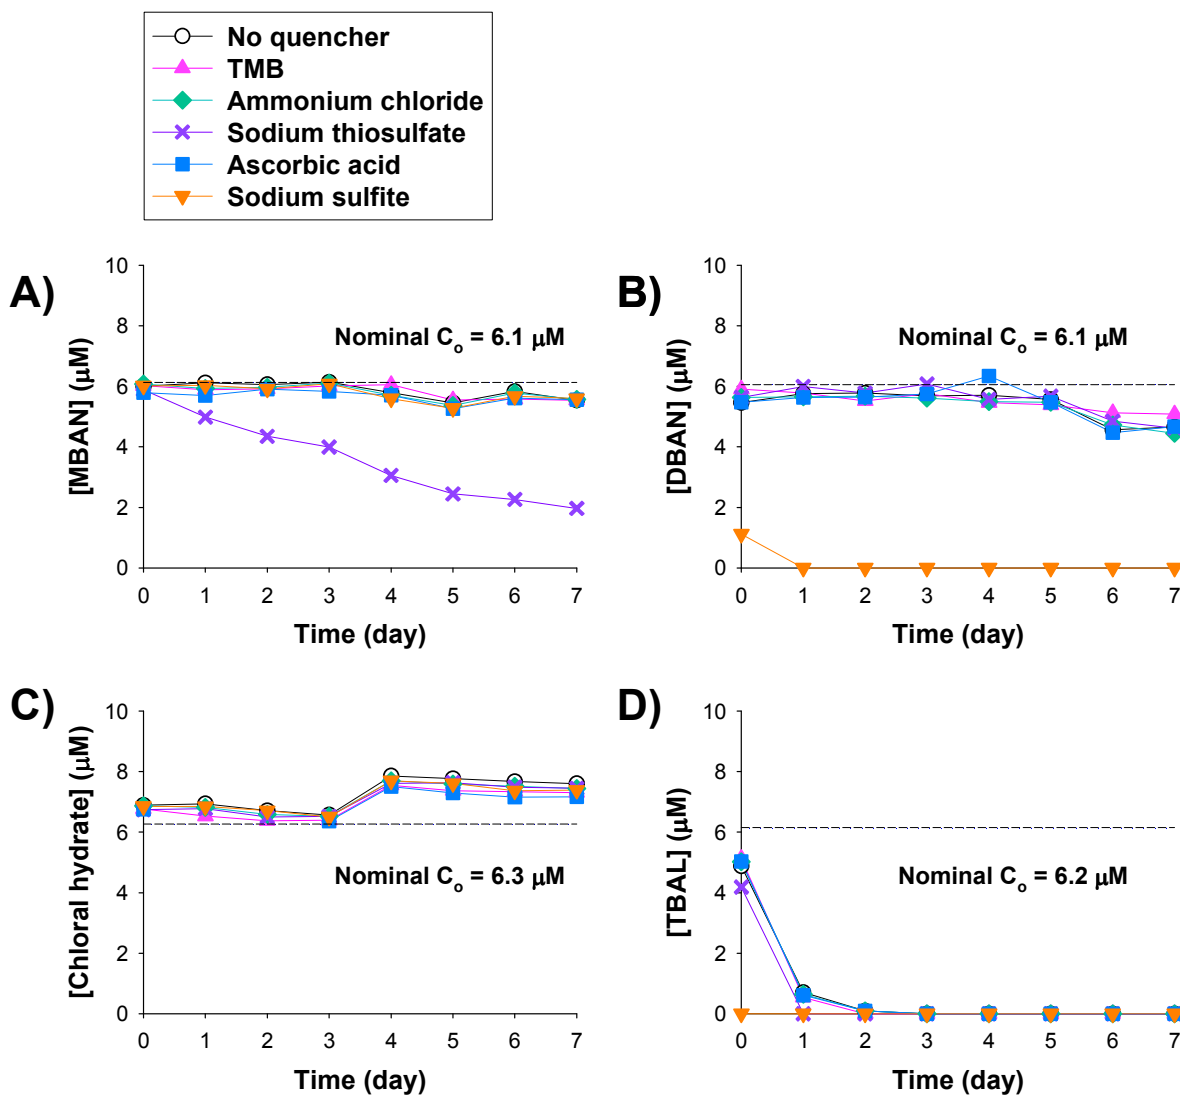 No quencher
TMB
Ammonium chloride
Sodium thiosulfate
Ascorbic acid
Sodium sulfite
A)
[MBAN] (µM)
10
8
6
4
2
0
Nominal Co = 6.1 µM
0 1 2 3 4 5 6 7
Time (day)
B)
[DBAN] (µM)
10
8
6
4
2
0
Nominal Co = 6.1 µM
0 1 2 3 4 5 6 7
Time (day)
C)
[Chloral hydrate] (µM)
10
8
6
4
2
0
Nominal Co = 6.3 µM
0 1 2 3 4 5 6 7
Time (day)
D)
[TBAL] (µM)
10
8
6
4
2
0
Nominal Co = 6.2 µM
0 1 2 3 4 5 6 7
Time (day)